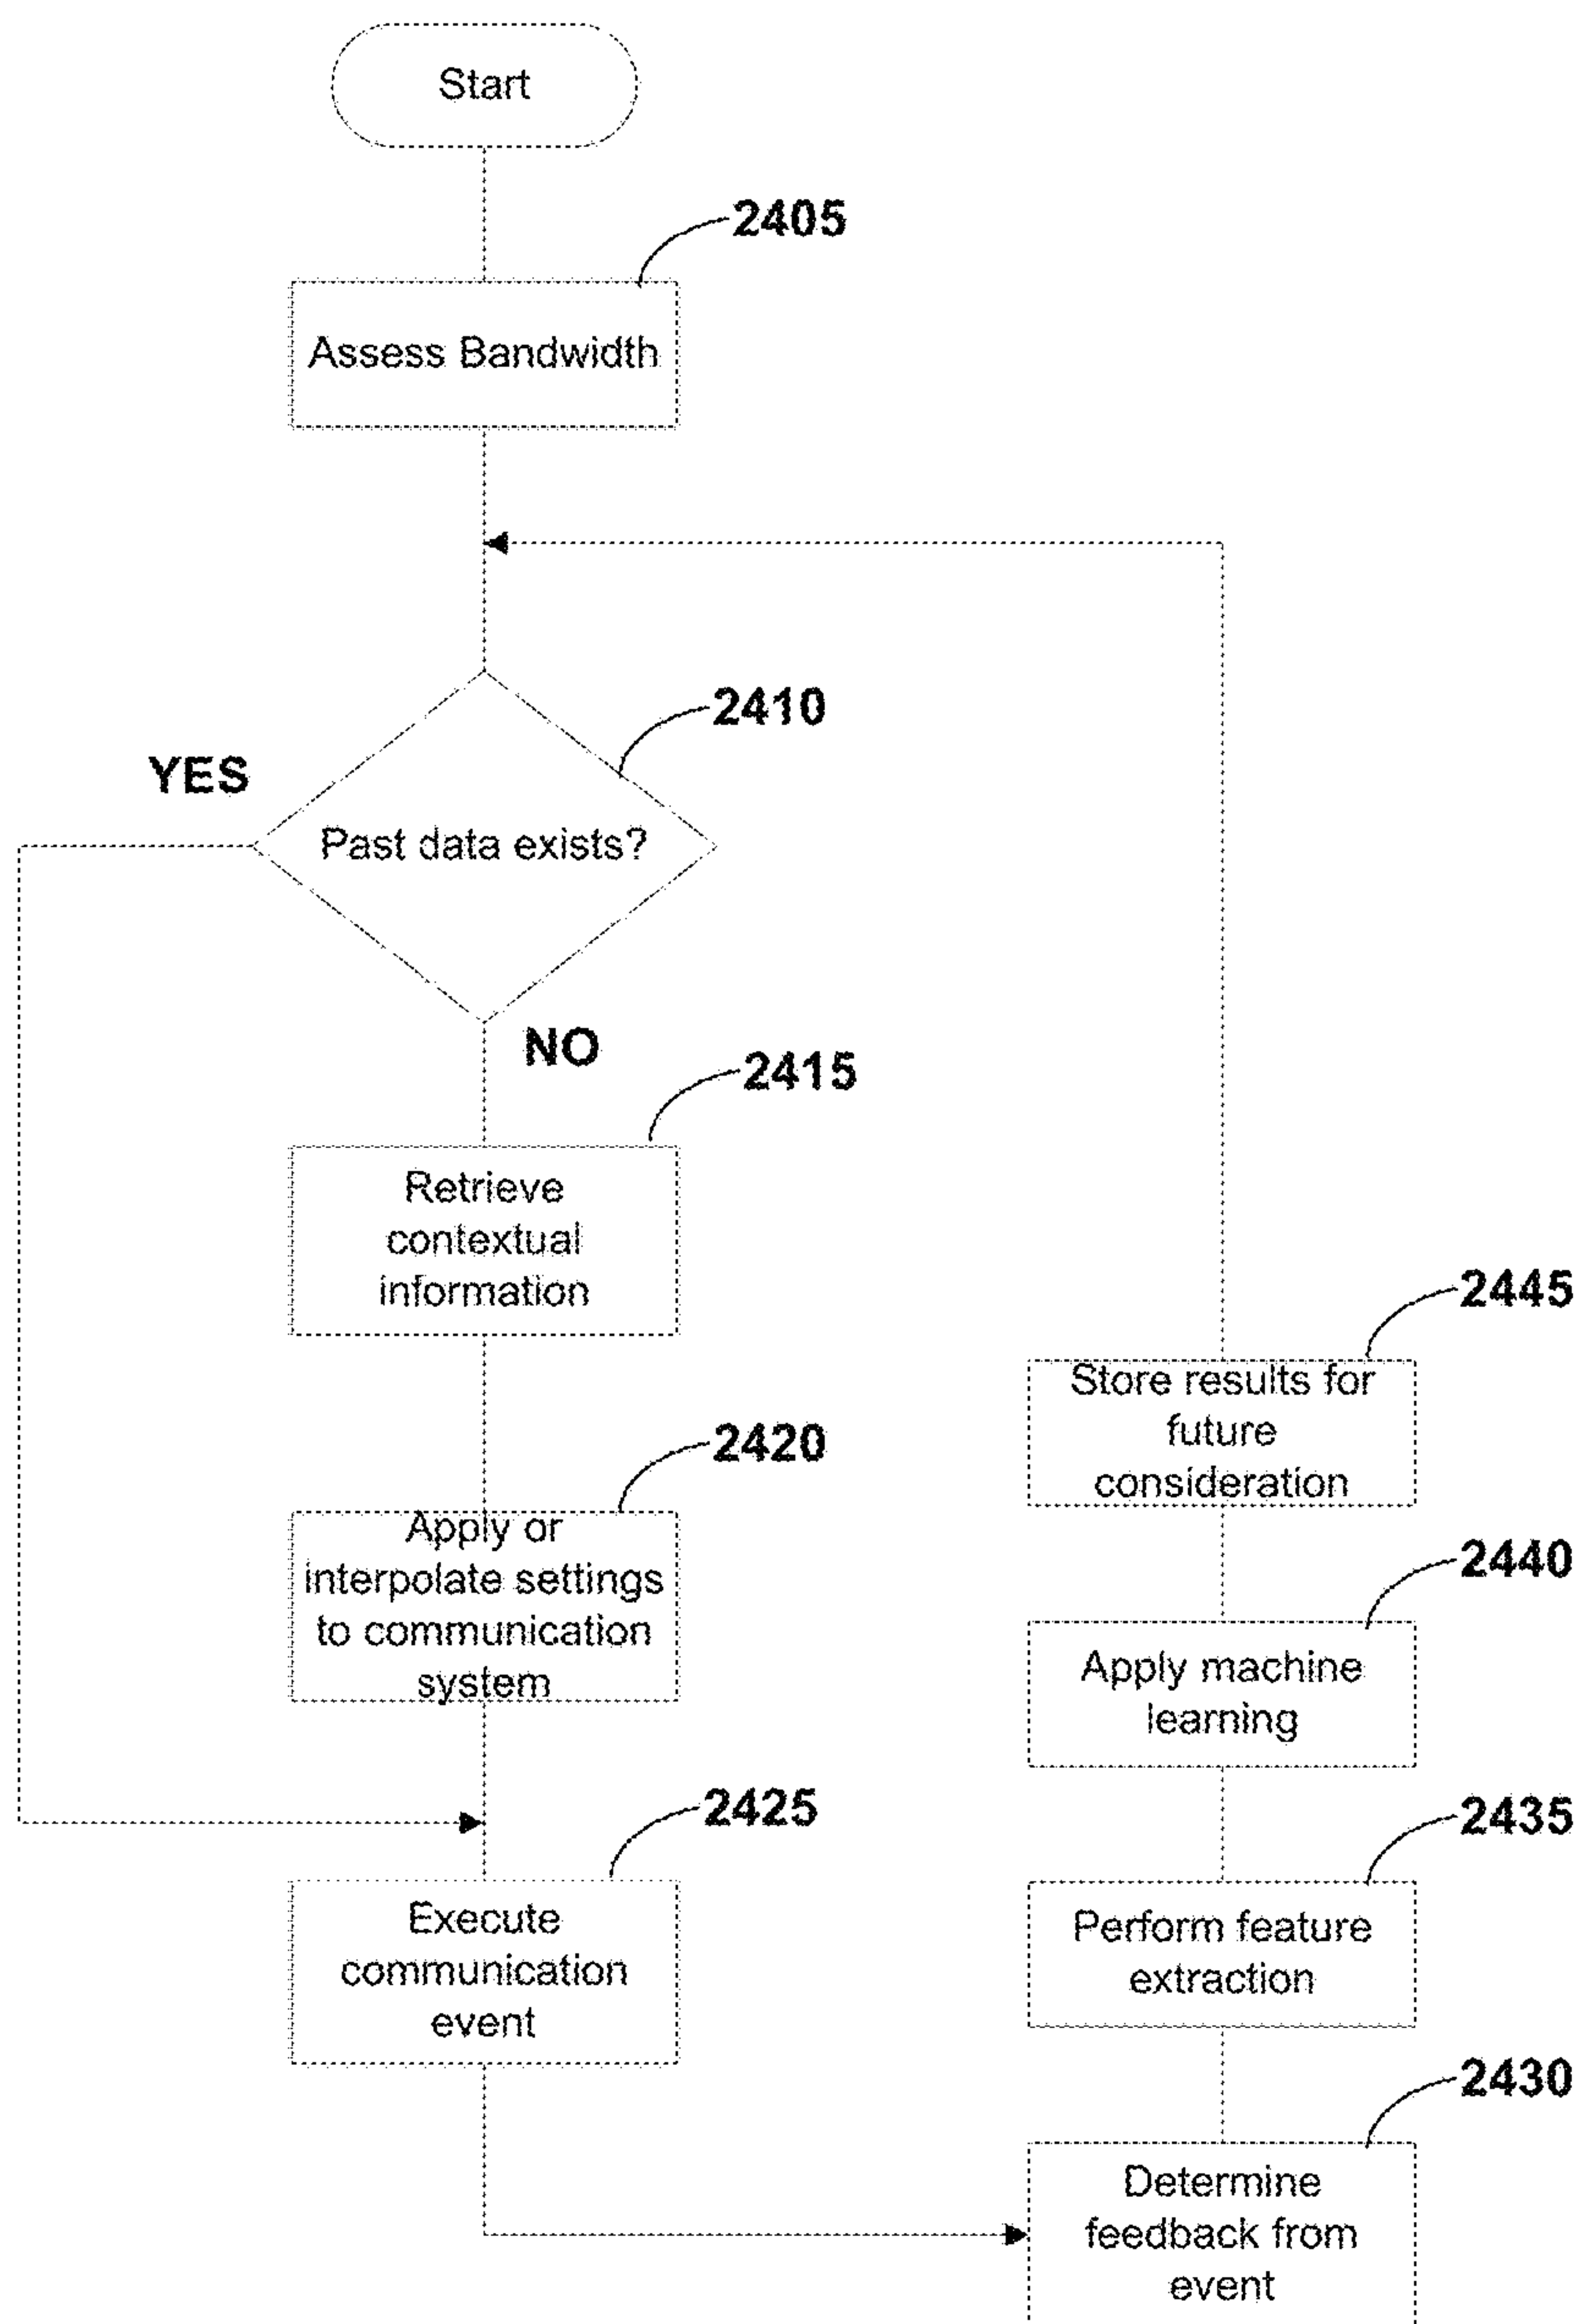 Start
2405
Assess Bandwidth
2410
YES
Past data exists?
NO
2415
Retrieve
contextual
information
2420
Apply or
interpolate settings
to communication
system
2425
Execute
communication
event
2445
Store results for
future
consideration
2440
Apply machine
learning
2435
Perform feature
extraction
2430
Determine
feedback from
event